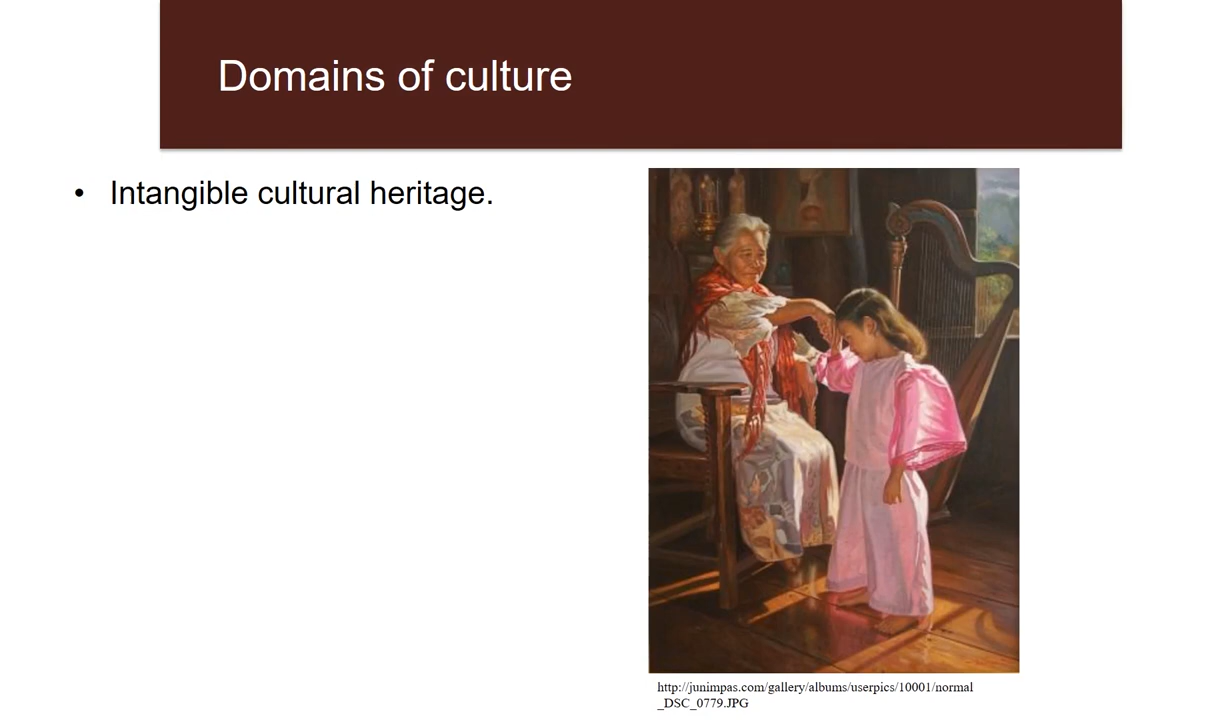 Domains of culture
• Intangible cultural heritage.
http://junimpas.com/gallery/albums/userpics/10001/normal
_DSC_0779.JPG